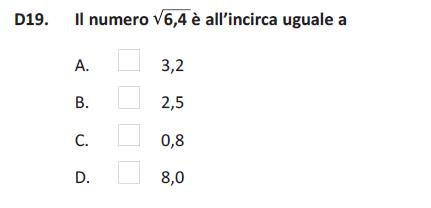 D19. Il numero √6,4 è all’incirca uguale a
A. 3,2
B. 2,5
C. 0,8
D. 8,0